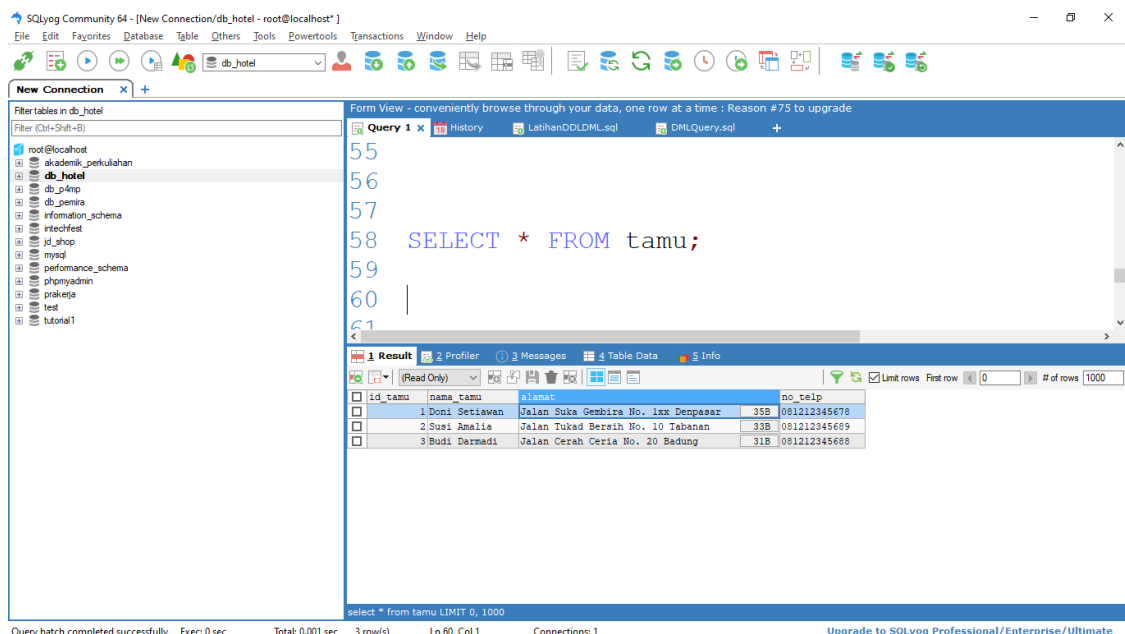 SQLyog Community 64 - [New Connection/db_hotel - root@localhost* ]
File Edit Favorites Database Table Others Tools Powertools Transactions Window Help
db_hotel
New Connection x +
Filter tables in db_hotel
Filter (Ctrl+Shift+B)
root@localhost
akademik_perkuliahan
db_hotel
db_p4mp
db_pemira
information_schema
intechfest
jd_shop
mysql
performance_schema
phpmyadmin
prakerja
test
tutorial1
Form View - conveniently browse through your data, one row at a time : Reason #75 to upgrade
Query 1 x 18 History LatihanDDLDML.sql DMLQuery.sql +
55
56
57
58 SELECT * FROM tamu;
59
60
61
1 Result 2 Profiler 3 Messages 4 Table Data 5 Info
(Read Only) Limit rows First row 0 # of rows 1000
id_tamu nama_tamu alamat no_telp
1 Doni Setiawan Jalan Suka Gembira No. 1xx Denpasar 35B 081212345678
2 Susi Amalia Jalan Tukad Bersih No. 10 Tabanan 33B 081212345689
3 Budi Darmadi Jalan Cerah Ceria No. 20 Badung 31B 081212345688
select * from tamu LIMIT 0, 1000
Query batch completed successfully Exec: 0 sec Total: 0.001 sec 3 row(s) Ln 60, Col 1 Connections: 1 Upgrade to SQLyog Professional/Enterprise/Ultimate